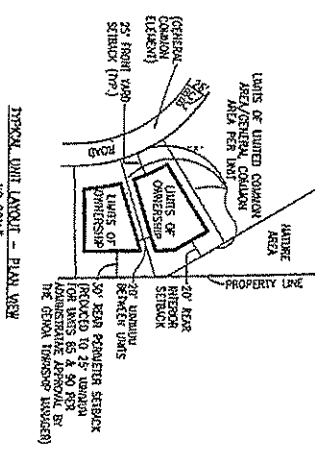 (GENERAL
COMMON
ELEMENT)
25' FRONT YARD
SETBACK (TYP.)
LIMITS OF LIMITED COMMON
AREA/GENERAL COMMON
AREA PER UNIT
NATURE
AREA
ROAD
LIMITS OF
OWNERSHIP
LIMITS OF
OWNERSHIP
PROPERTY LINE
20' REAR
INTERIOR
SETBACK
20' MINIMUM
BETWEEN UNITS
50' REAR PERIMETER SETBACK
(REDUCED TO 25' MINIMUM
FOR UNITS 65 & 90 PER
ADMINISTRATIVE APPROVAL BY
THE GENOA TOWNSHIP MANAGER)
TYPICAL UNIT LAYOUT - PLAN VIEW